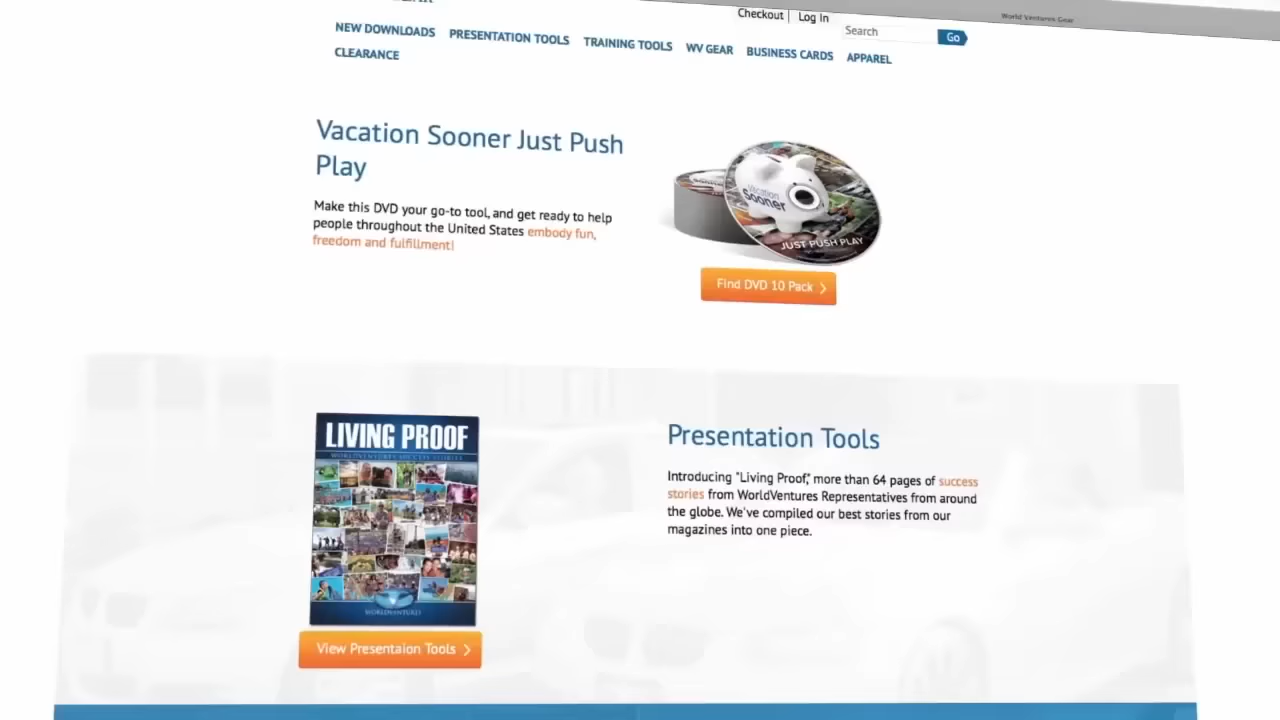 Checkout | Log In
World Ventures Gear
Search
Go
NEW DOWNLOADS PRESENTATION TOOLS TRAINING TOOLS WV GEAR BUSINESS CARDS APPAREL
CLEARANCE
Vacation Sooner Just Push
Play
Make this DVD your go-to tool, and get ready to help
people throughout the United States embody fun,
freedom and fulfillment!
Vacation
Sooner
JUST PUSH PLAY
Find DVD 10 Pack
LIVING PROOF
WORLDVENTURES SUCCESS STORIES
WORLDVENTURES
View Presentaion Tools
Presentation Tools
Introducing "Living Proof," more than 64 pages of success
stories from WorldVentures Representatives from around
the globe. We've compiled our best stories from our
magazines into one piece.